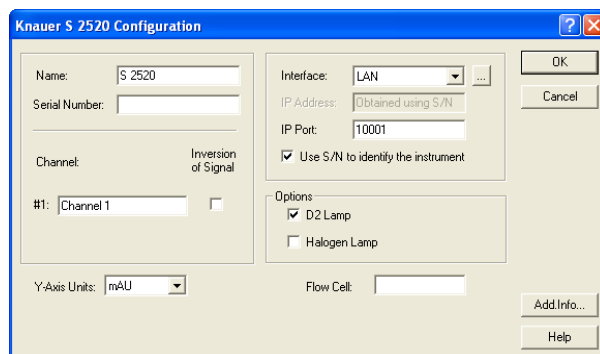 Knauer S 2520 Configuration
Name: S 2520
Serial Number:
Channel: Inversion of Signal
#1: Channel 1
Y-Axis Units: mAU
Interface: LAN ...
IP Address: Obtained using S/N
IP Port: 10001
Use S/N to identify the instrument
Options
D2 Lamp
Halogen Lamp
Flow Cell:
OK
Cancel
Add.Info...
Help